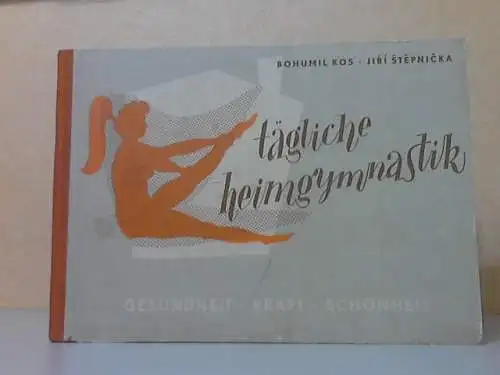 BOHUMIL KOS · JIŘÍ ŠTĚPNIČKA
tägliche
heimgymnastik
GESUNDHEIT · KRAFT · SCHÖNHEIT